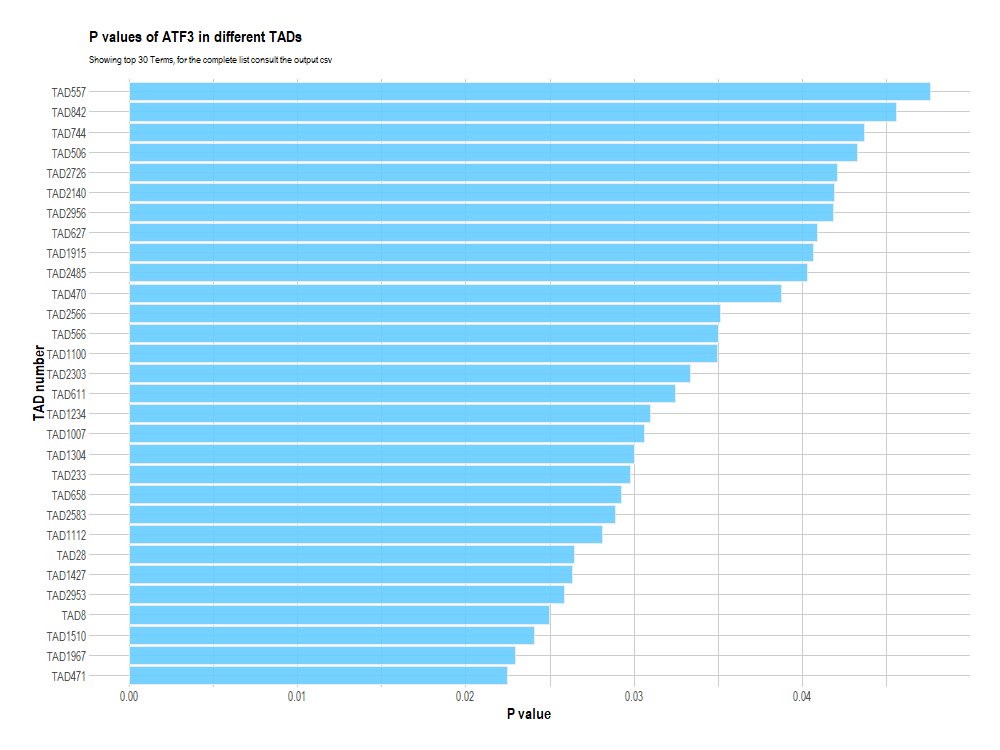 P values of ATF3 in different TADs
Showing top 30 Terms, for the complete list consult the output csv
TAD557
TAD842
TAD744
TAD506
TAD2726
TAD2140
TAD2956
TAD627
TAD1915
TAD2485
TAD470
TAD2566
TAD566
TAD1100
TAD2303
TAD611
TAD1234
TAD1007
TAD1304
TAD233
TAD658
TAD2583
TAD1112
TAD28
TAD1427
TAD2953
TAD8
TAD1510
TAD1967
TAD471
TAD number
0.00 0.01 0.02 0.03 0.04
P value